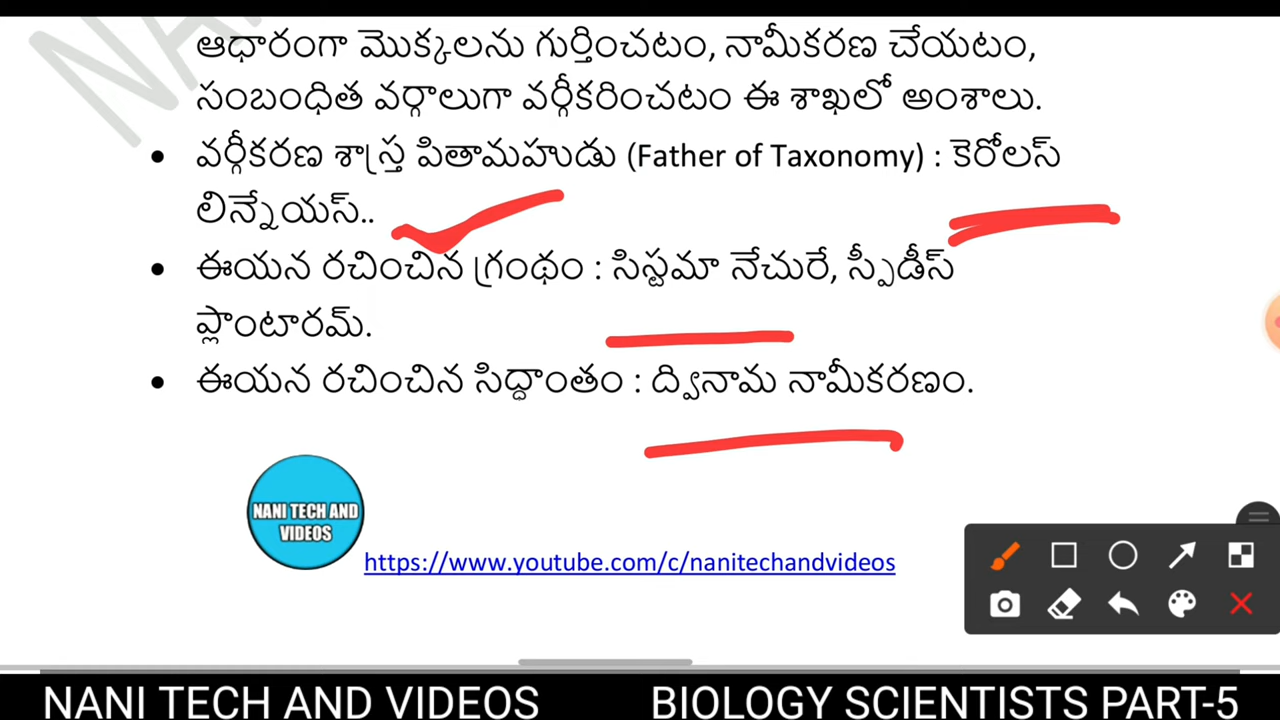 ఆధారంగా మొక్కలను గుర్తించటం, నామీకరణ చేయటం,
సంబంధిత వర్గాలుగా వర్గీకరించటం ఈ శాఖలో అంశాలు.
• వర్గీకరణ శాస్త్ర పితామహుడు (Father of Taxonomy) : కెరోలస్
లిన్నేయస్..
• ఈయన రచించిన గ్రంథం : సిస్టమా నేచురే, స్పీడీస్
ప్లాంటారమ్.
• ఈయన రచించిన సిద్ధాంతం : ద్వినామ నామీకరణం.
NANI TECH AND
VIDEOS
https://www.youtube.com/c/nanitechandvideos
NANI TECH AND VIDEOS BIOLOGY SCIENTISTS PART-5